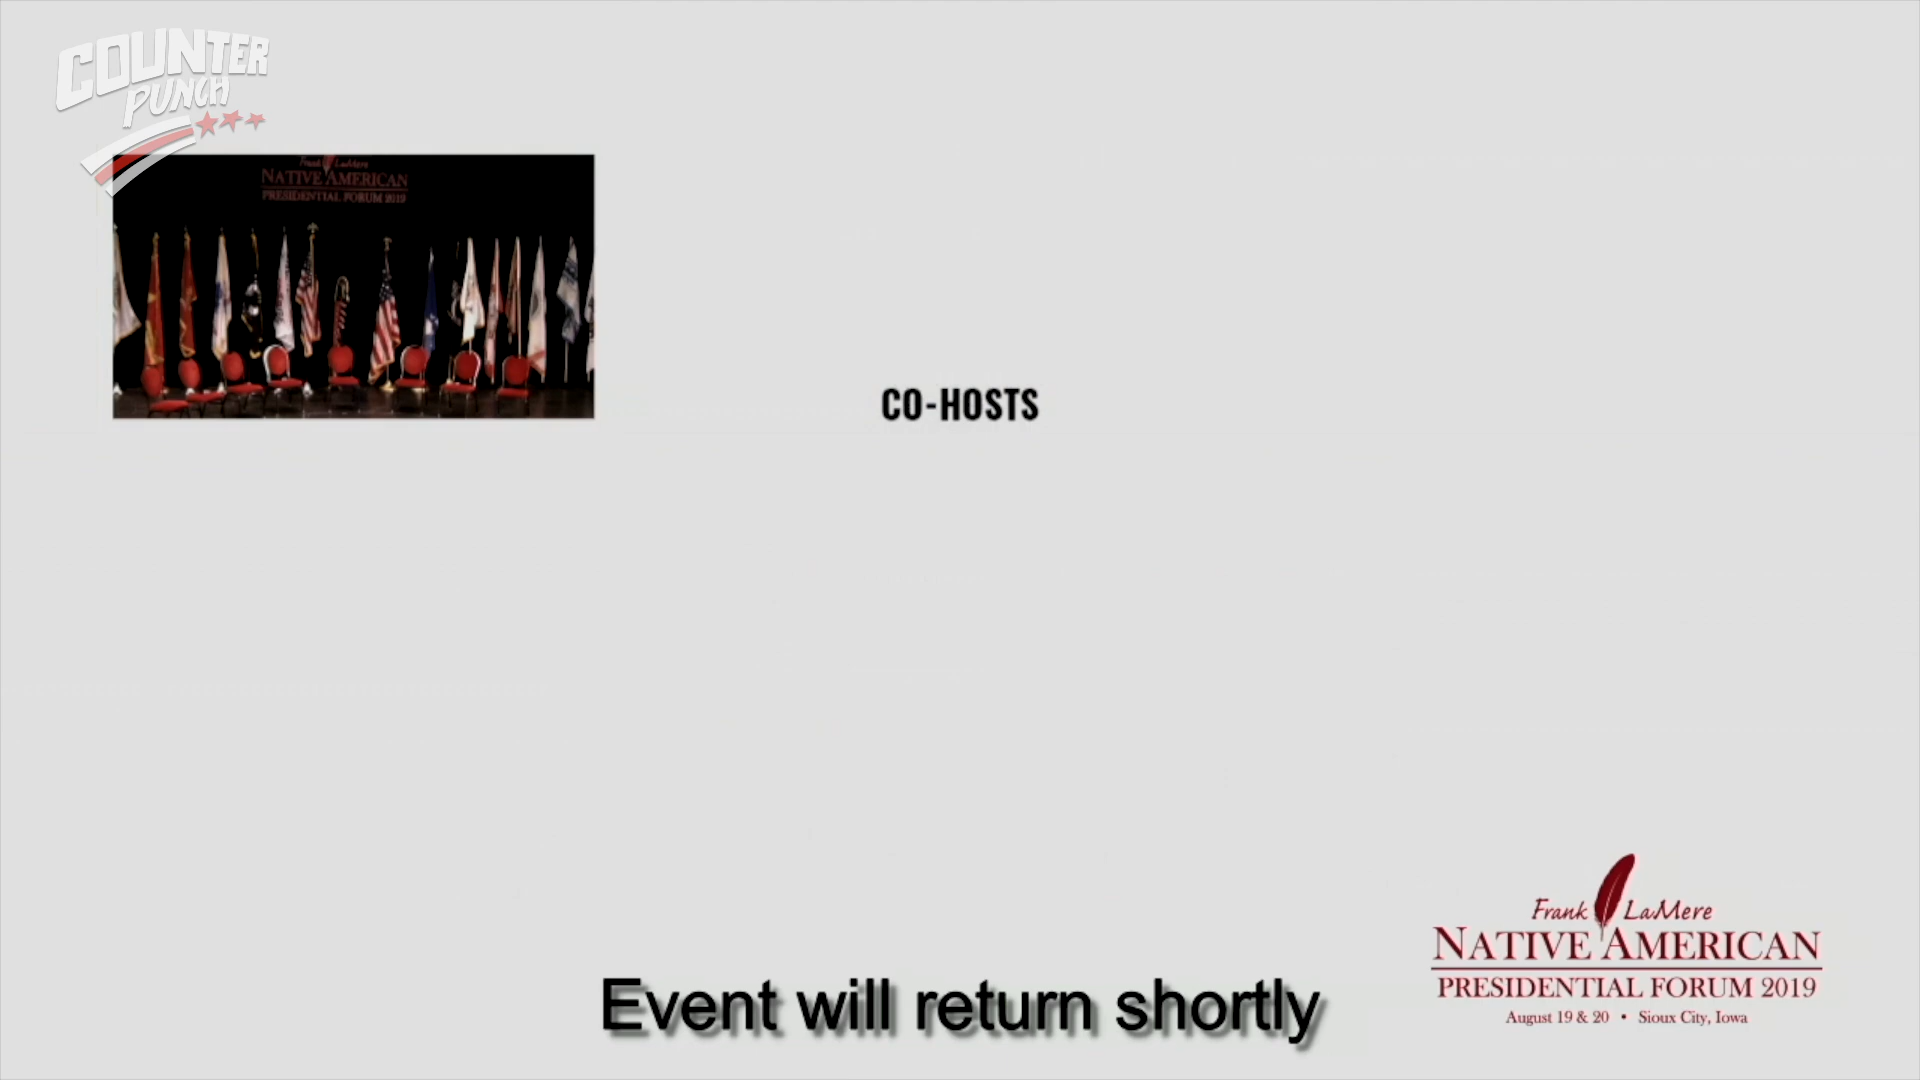 COUNTER
PUNCH
Frank LaMere
NATIVE AMERICAN
PRESIDENTIAL FORUM 2019
CO-HOSTS
Frank LaMere
NATIVE AMERICAN
PRESIDENTIAL FORUM 2019
August 19 & 20 • Sioux City, Iowa
Event will return shortly